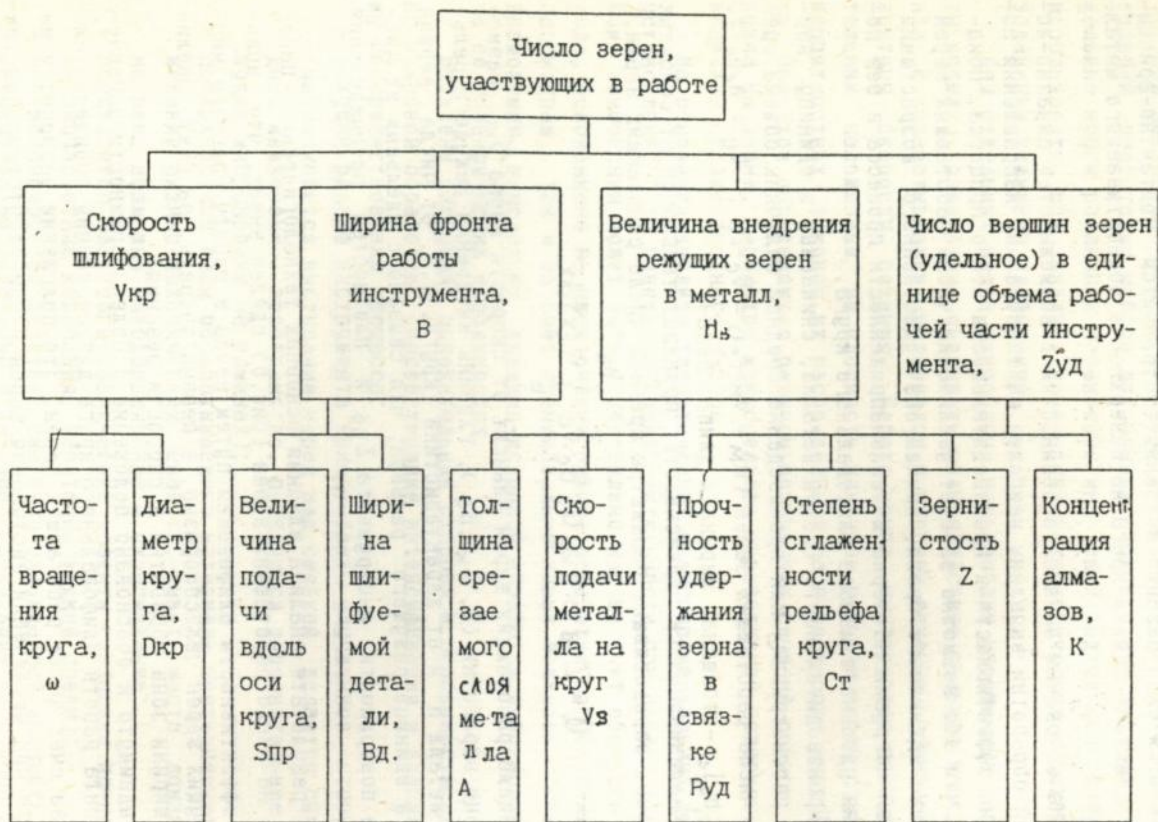 Число зерен,
участвующих в работе
Скорость
шлифования,
Vкр
Ширина фронта
работы
инструмента,
В
Величина внедрения
режущих зерен
в металл,
Нз
Число вершин зерен
(удельное) в еди-
нице объема рабо-
чей части инстру-
мента, Zуд
Часто-
та
враще-
ния
круга,
ω
Диа-
метр
кру-
га,
Dкр
Вели-
чина
пода-
чи
вдоль
оси
круга,
Sпр
Шири-
на
шли-
фуе-
мой
дета-
ли,
Вд.
Тол-
щина
сре-
зае
мого
слоя
ме та
лла
А
Ско-
рость
подачи
метал-
ла на
круг
Vз
Проч-
ность
удер-
жания
зерна
в
связ-
ке
Руд
Степень
сглажен-
ности
рельефа
круга,
Ст
Зерни-
стость
Z
Концент
рация
алма-
зов,
К